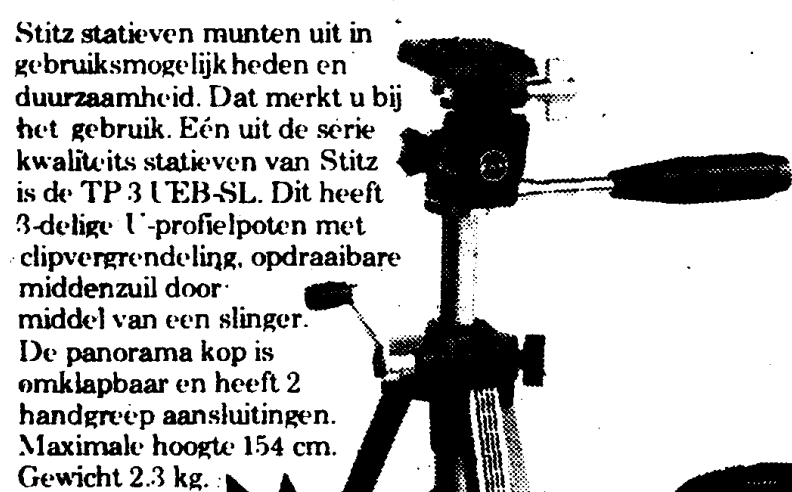 Stitz statieven munten uit in
gebruiksmogelijkheden en
duurzaamheid. Dat merkt u bij
het gebruik. Eén uit de serie
kwaliteits statieven van Stitz
is de TP 3 UEB-SL. Dit heeft
3-delige U-profielpoten met
clipvergrendeling, opdraaibare
middenzuil door
middel van een slinger.
De panorama kop is
omklapbaar en heeft 2
handgreep aansluitingen.
Maximale hoogte 154 cm.
Gewicht 2.3 kg.